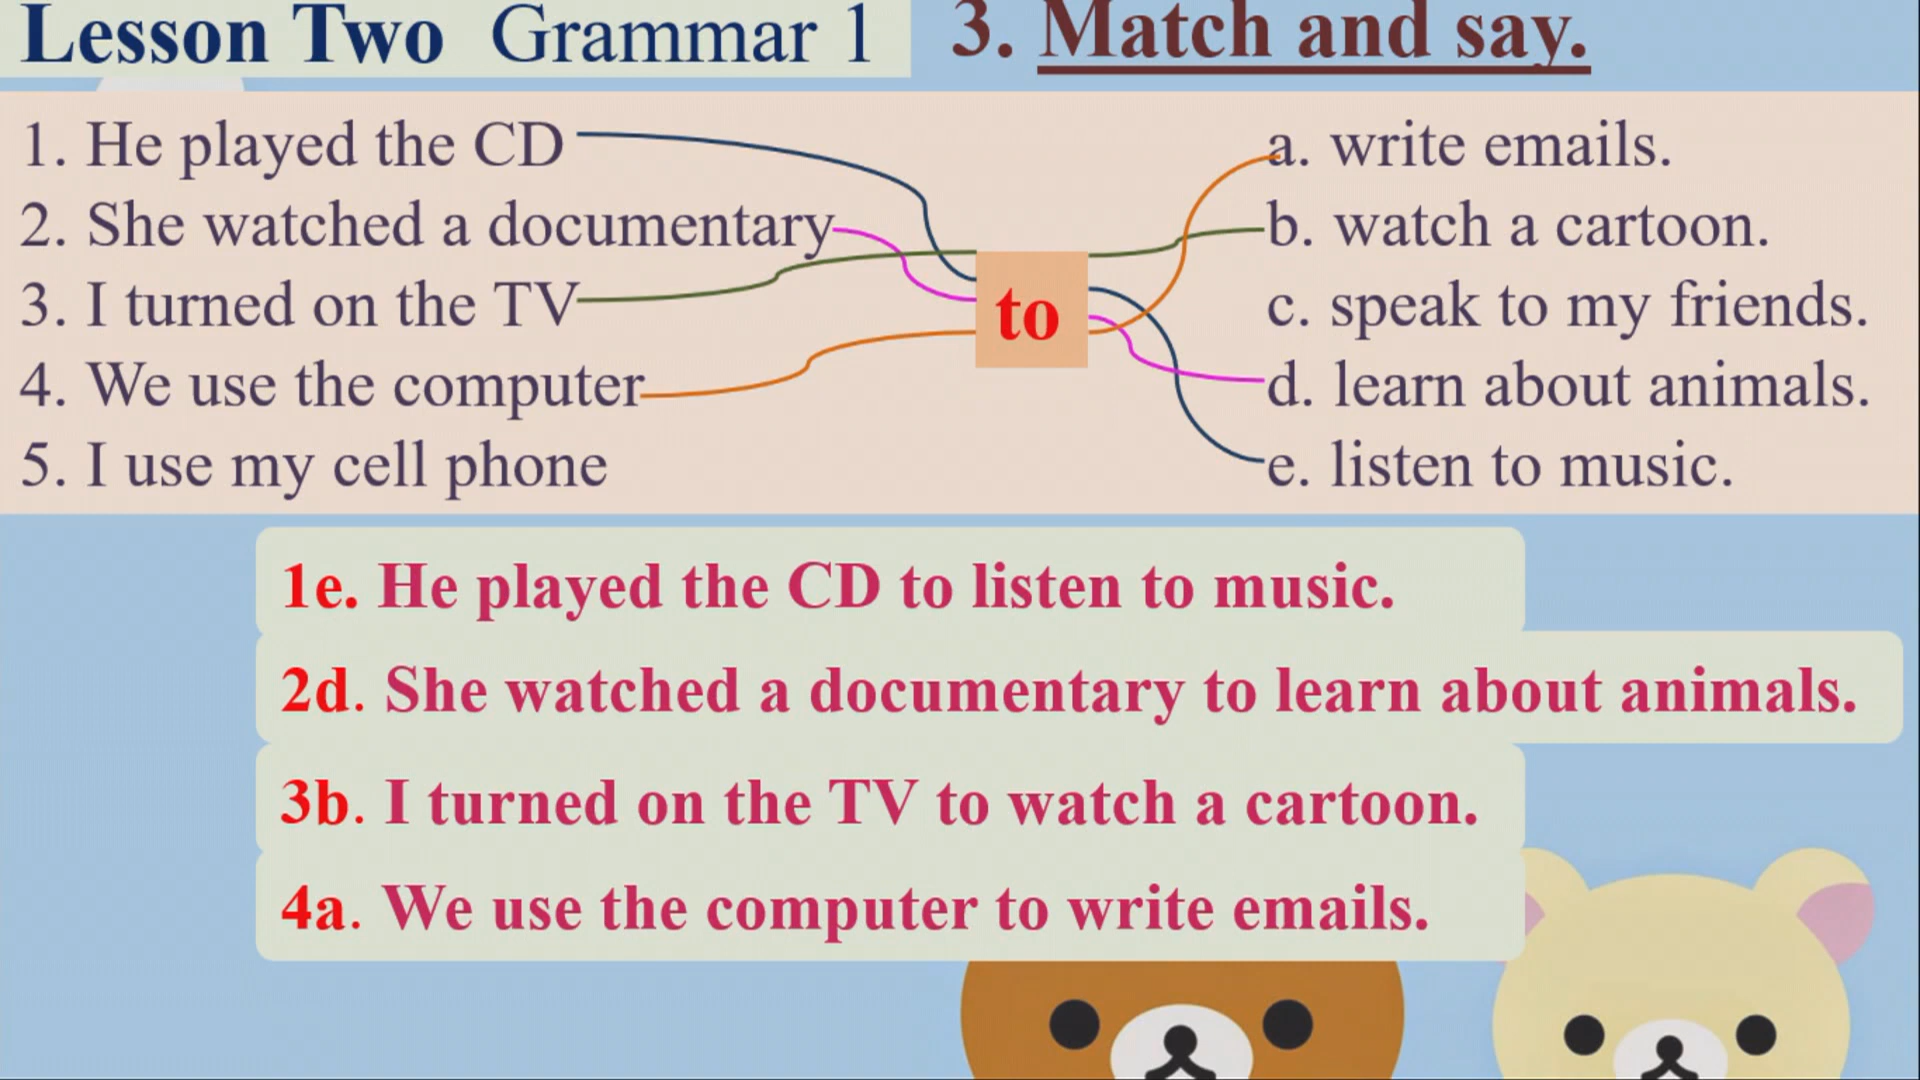 Lesson Two Grammar 1 3. Match and say.
1. He played the CD
2. She watched a documentary
3. I turned on the TV
4. We use the computer
5. I use my cell phone
to
a. write emails.
b. watch a cartoon.
c. speak to my friends.
d. learn about animals.
e. listen to music.
1e. He played the CD to listen to music.
2d. She watched a documentary to learn about animals.
3b. I turned on the TV to watch a cartoon.
4a. We use the computer to write emails.